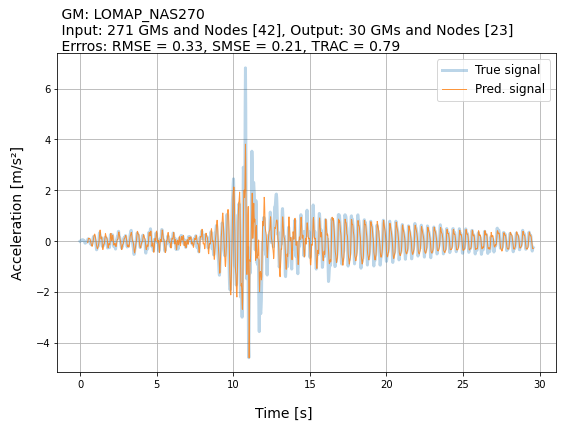 GM: LOMAP_NAS270
Input: 271 GMs and Nodes [42], Output: 30 GMs and Nodes [23]
Errros: RMSE = 0.33, SMSE = 0.21, TRAC = 0.79
True signal
Pred. signal
Acceleration [m/s²]
6
4
2
0
−2
−4
0 5 10 15 20 25 30
Time [s]